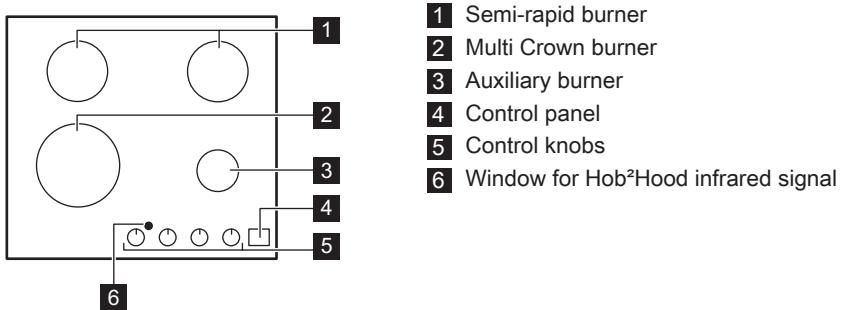 1
2
3
4
5
6
1 Semi-rapid burner
2 Multi Crown burner
3 Auxiliary burner
4 Control panel
5 Control knobs
6 Window for Hob²Hood infrared signal